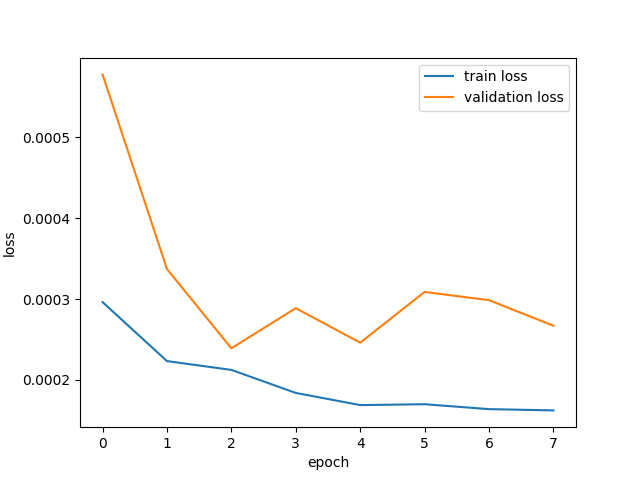 train loss
validation loss
0.0005
0.0004
0.0003
0.0002
loss
0 1 2 3 4 5 6 7
epoch